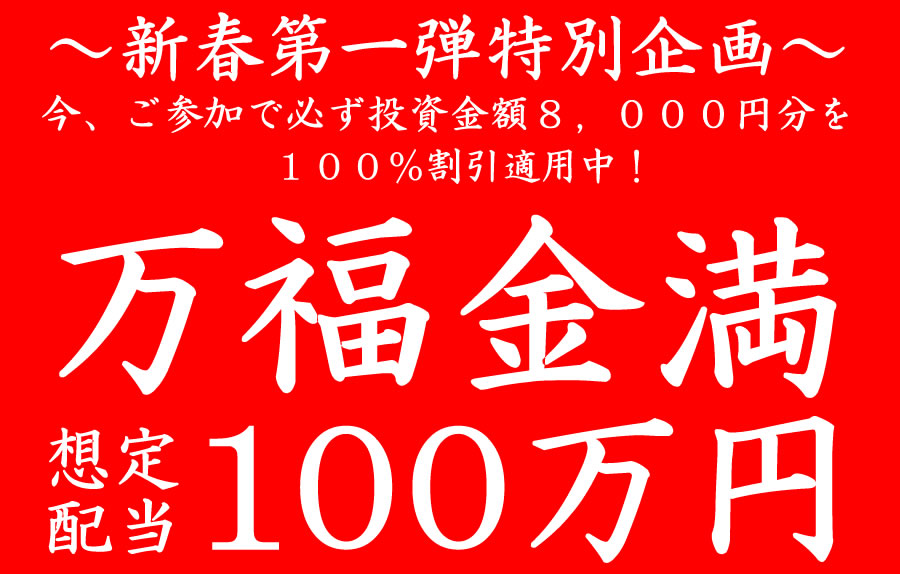 ～新春第一弾特別企画～
今、ご参加で必ず投資金額８，０００円分を
１００％割引適用中！
万福金満
想定
配当
100万円